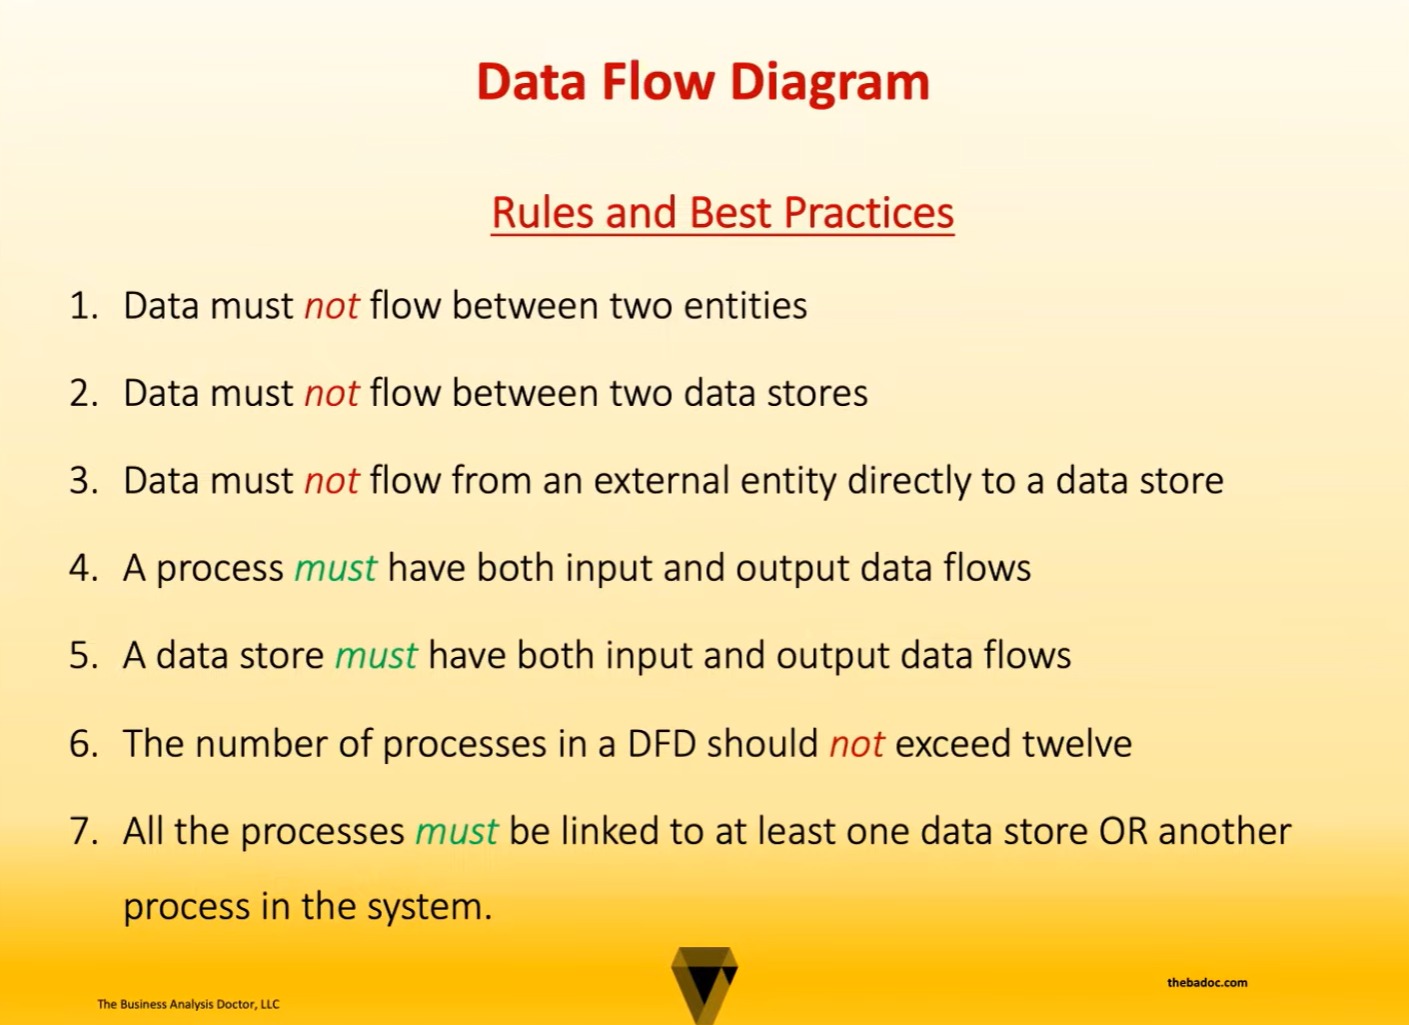 Data Flow Diagram
Rules and Best Practices
1. Data must not flow between two entities
2. Data must not flow between two data stores
3. Data must not flow from an external entity directly to a data store
4. A process must have both input and output data flows
5. A data store must have both input and output data flows
6. The number of processes in a DFD should not exceed twelve
7. All the processes must be linked to at least one data store OR another
process in the system.
thebadoc.com
The Business Analysis Doctor, LLC